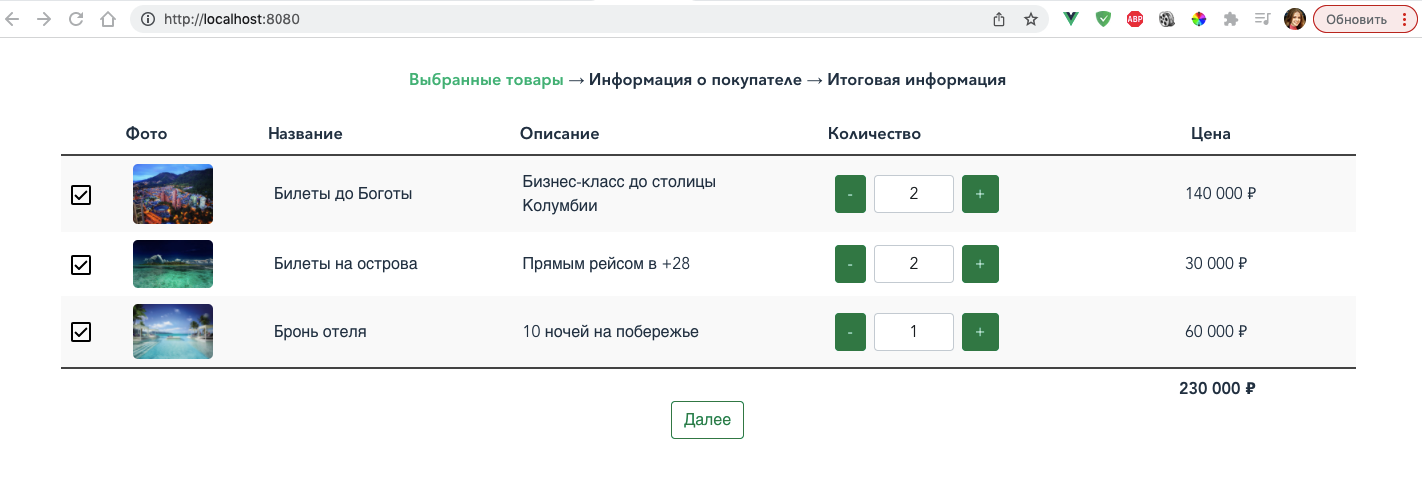 http://localhost:8080
ABP
Обновить
Выбранные товары → Информация о покупателе → Итоговая информация
Фото Название Описание Количество Цена
Билеты до Боготы Бизнес-класс до столицы Колумбии - 2 + 140 000 ₽
Билеты на острова Прямым рейсом в +28 - 2 + 30 000 ₽
Бронь отеля 10 ночей на побережье - 1 + 60 000 ₽
230 000 ₽
Далее